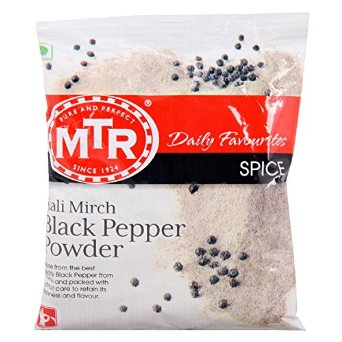 PURE AND PERFECT
MTR
SINCE 1924
Daily Favourites
SPICE
Kali Mirch
Black Pepper
Powder
from the best
Black Pepper from
and packed with
care to retain its
and flavour.